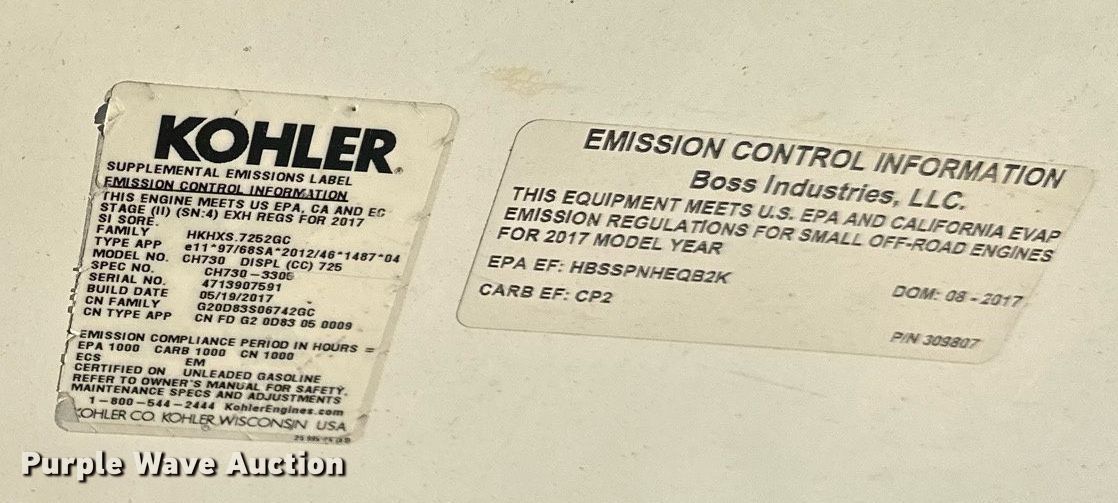 KOHLER®
SUPPLEMENTAL EMISSIONS LABEL
EMISSION CONTROL INFORMATION
THIS ENGINE MEETS US EPA, CA AND EC
STAGE (II) (SN:4) EXH REGS FOR 2017
SI SORE.
FAMILY HKHXS.7252GC
TYPE APP e11*97/68SA*2012/46*1487*04
MODEL NO. CH730 DISPL (CC) 725
SPEC NO. CH730-3305
SERIAL NO. 4713907591
BUILD DATE 05/19/2017
CN FAMILY G20D83S06742GC
CN TYPE APP CN FD G2 0D83 05 0009
EMISSION COMPLIANCE PERIOD IN HOURS =
EPA 1000 CARB 1000 CN 1000
ECS EM
CERTIFIED ON UNLEADED GASOLINE
REFER TO OWNER'S MANUAL FOR SAFETY,
MAINTENANCE SPECS AND ADJUSTMENTS
1-800-544-2444 KohlerEngines.com
KOHLER CO. KOHLER, WISCONSIN USA
EMISSION CONTROL INFORMATION
Boss Industries, LLC.
THIS EQUIPMENT MEETS U.S. EPA AND CALIFORNIA EVAP
EMISSION REGULATIONS FOR SMALL OFF-ROAD ENGINES
FOR 2017 MODEL YEAR
EPA EF: HBSSPNHEQB2K
DOM: 08 - 2017
CARB EF: CP2
P/N 309807
Purple Wave Auction